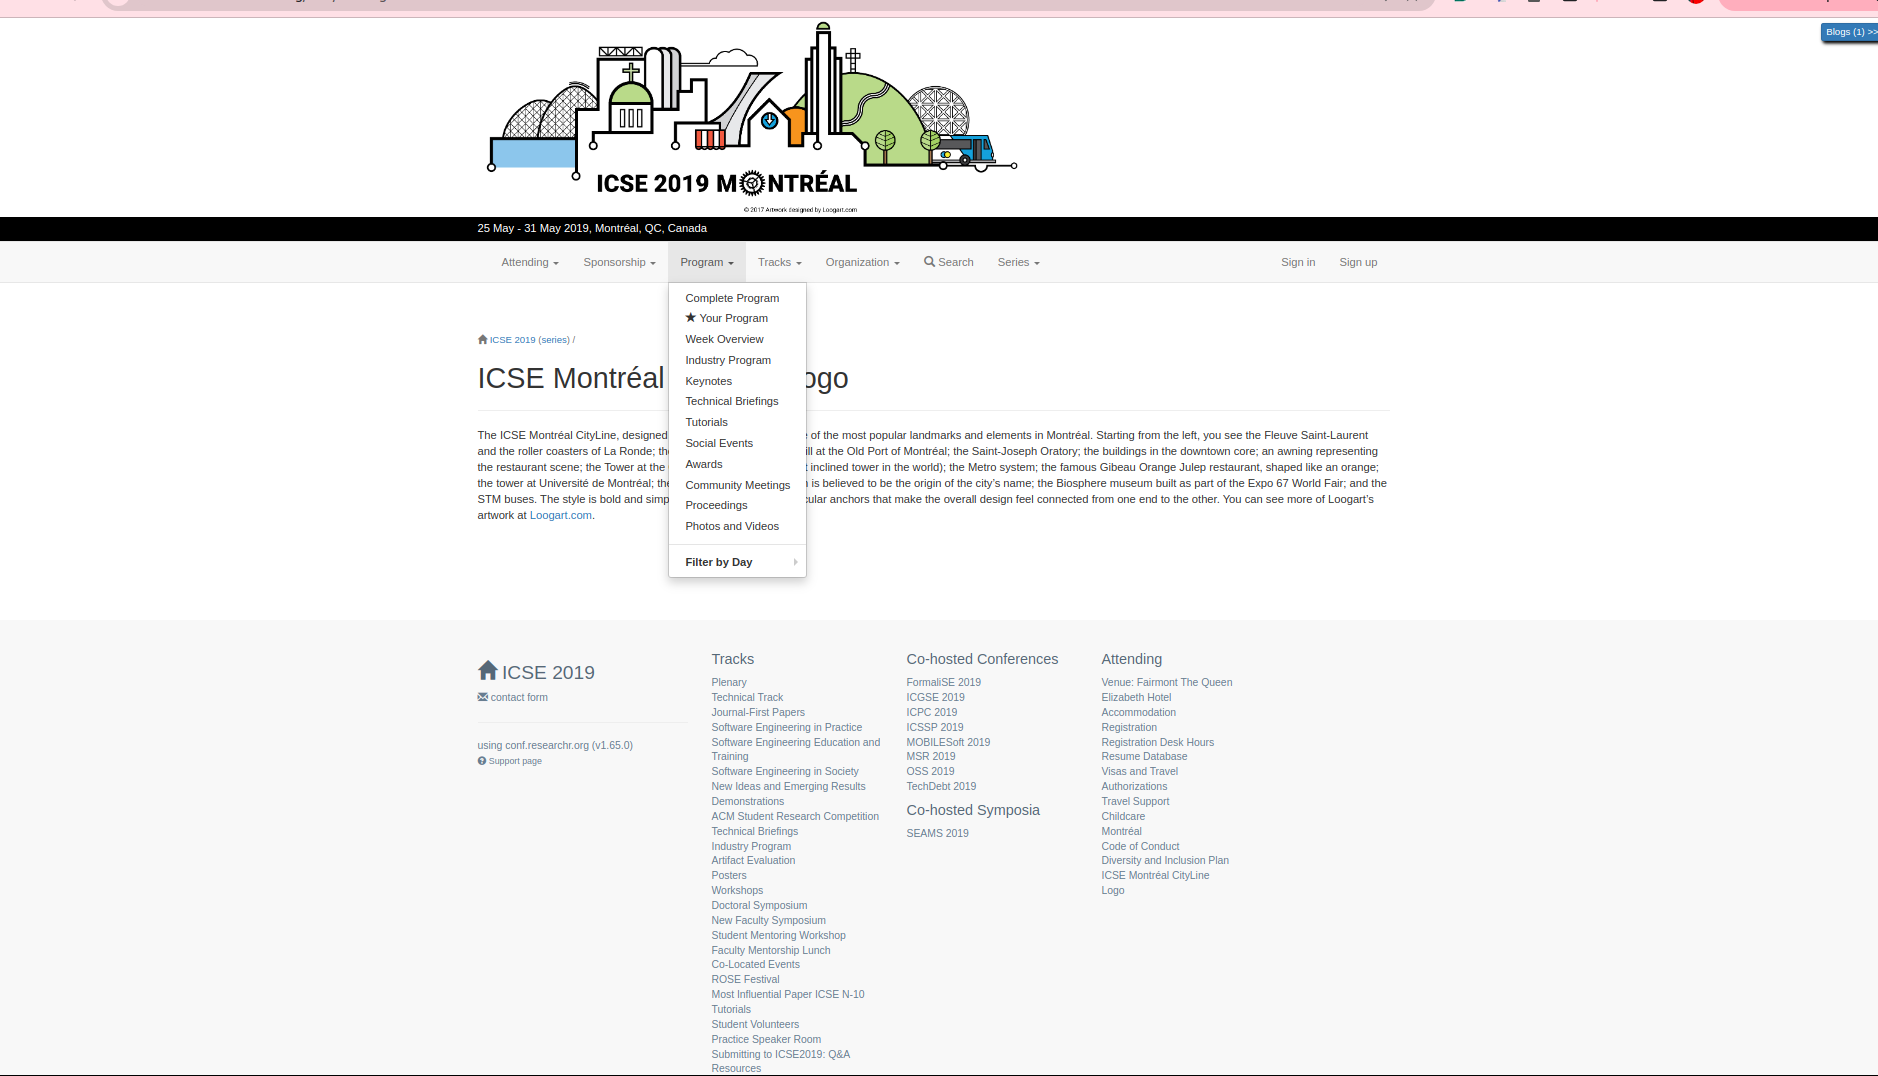 Blogs (1) >>
ICSE 2019 MONTRÉAL
© 2017 Artwork designed by Loogart.com
25 May - 31 May 2019, Montréal, QC, Canada
Attending Sponsorship Program Tracks Organization Search Series Sign in Sign up
Complete Program
★ Your Program
Week Overview
Industry Program
Keynotes
Technical Briefings
Tutorials
Social Events
Awards
Community Meetings
Proceedings
Photos and Videos
Filter by Day
ICSE 2019 (series) /
ICSE Montréal ogo
The ICSE Montréal CityLine, designed of the most popular landmarks and elements in Montréal. Starting from the left, you see the Fleuve Saint-Laurent
and the roller coasters of La Ronde; ill at the Old Port of Montréal; the Saint-Joseph Oratory; the buildings in the downtown core; an awning representing
the restaurant scene; the Tower at the t inclined tower in the world); the Metro system; the famous Gibeau Orange Julep restaurant, shaped like an orange;
the tower at Université de Montréal; is believed to be the origin of the city’s name; the Biosphere museum built as part of the Expo 67 World Fair; and the
STM buses. The style is bold and simp cular anchors that make the overall design feel connected from one end to the other. You can see more of Loogart’s
artwork at Loogart.com.
ICSE 2019
contact form
using conf.researchr.org (v1.65.0)
Support page
Tracks
Plenary
Technical Track
Journal-First Papers
Software Engineering in Practice
Software Engineering Education and
Training
Software Engineering in Society
New Ideas and Emerging Results
Demonstrations
ACM Student Research Competition
Technical Briefings
Industry Program
Artifact Evaluation
Posters
Workshops
Doctoral Symposium
New Faculty Symposium
Student Mentoring Workshop
Faculty Mentorship Lunch
Co-Located Events
ROSE Festival
Most Influential Paper ICSE N-10
Tutorials
Student Volunteers
Practice Speaker Room
Submitting to ICSE2019: Q&A
Resources
Co-hosted Conferences
FormaliSE 2019
ICGSE 2019
ICPC 2019
ICSSP 2019
MOBILESoft 2019
MSR 2019
OSS 2019
TechDebt 2019
Co-hosted Symposia
SEAMS 2019
Attending
Venue: Fairmont The Queen
Elizabeth Hotel
Accommodation
Registration
Registration Desk Hours
Resume Database
Visas and Travel
Authorizations
Travel Support
Childcare
Montréal
Code of Conduct
Diversity and Inclusion Plan
ICSE Montréal CityLine
Logo